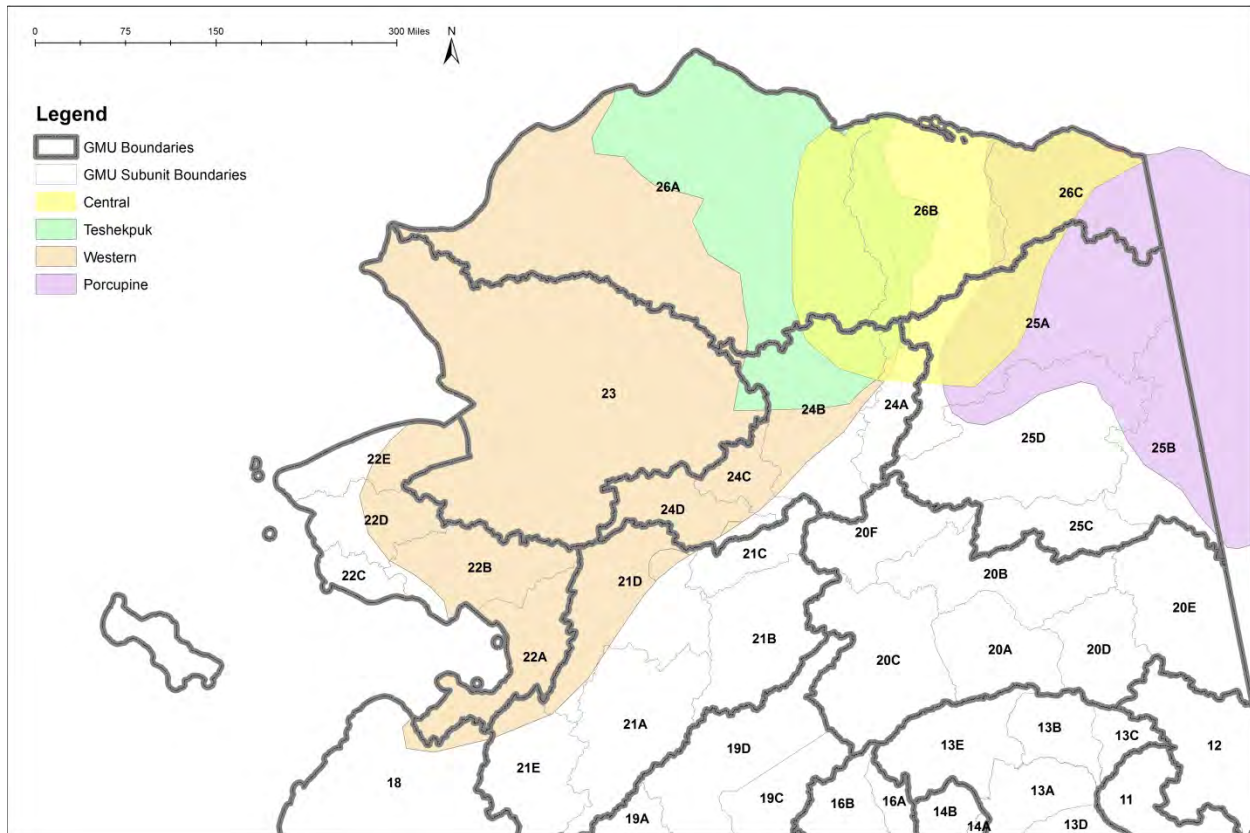 0 75 150 300 Miles
N
Legend
GMU Boundaries
GMU Subunit Boundaries
Central
Teshekpuk
Western
Porcupine
26A
26B
26C
25A
23
24B
24A
25D
25B
22E
24C
22D
24D
20F
25C
21C
22C
22B
21D
20B
20E
21B
22A
20C
20A
20D
21A
13B
13C
19D
13E
12
21E
18
19C
16B
16A
13A
11
14B
19A
14A
13D